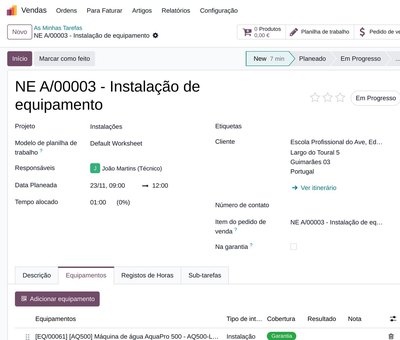 Vendas
Ordens
Para Faturar
Artigos
Relatórios
Configuração
Novo
As Minhas Tarefas
NE A/00003 - Instalação de equipamento
0 Produtos
0,00 €
Planilha de trabalho
Pedido de ve
Início
Marcar como feito
New 7 min
Planeado
Em Progresso
...
NE A/00003 - Instalação de
equipamento
Em Progresso
Projeto
Instalações
Modelo de planilha de
trabalho ?
Default Worksheet
Responsáveis
J João Martins (Técnico)
Data Planeada
23/11, 09:00 → 12:00
Tempo alocado
01:00 (0%)
Etiquetas
Cliente
Escola Profissional do Ave, Ed...
Largo do Toural 5
Guimarães 03
Portugal
→ Ver itinerário
Número de contato
Item do pedido de
venda ?
NE A/00003 - Instalação de eq...
Na garantia ?
Descrição
Equipamentos
Registos de Horas
Sub-tarefas
Adicionar equipamento
Equipamentos
Tipo de int...
Cobertura
Resultado
Nota
[EQ/00061] [AQ500] Máquina de água AquaPro 500 - AQ500-L...
Instalação
Garantia